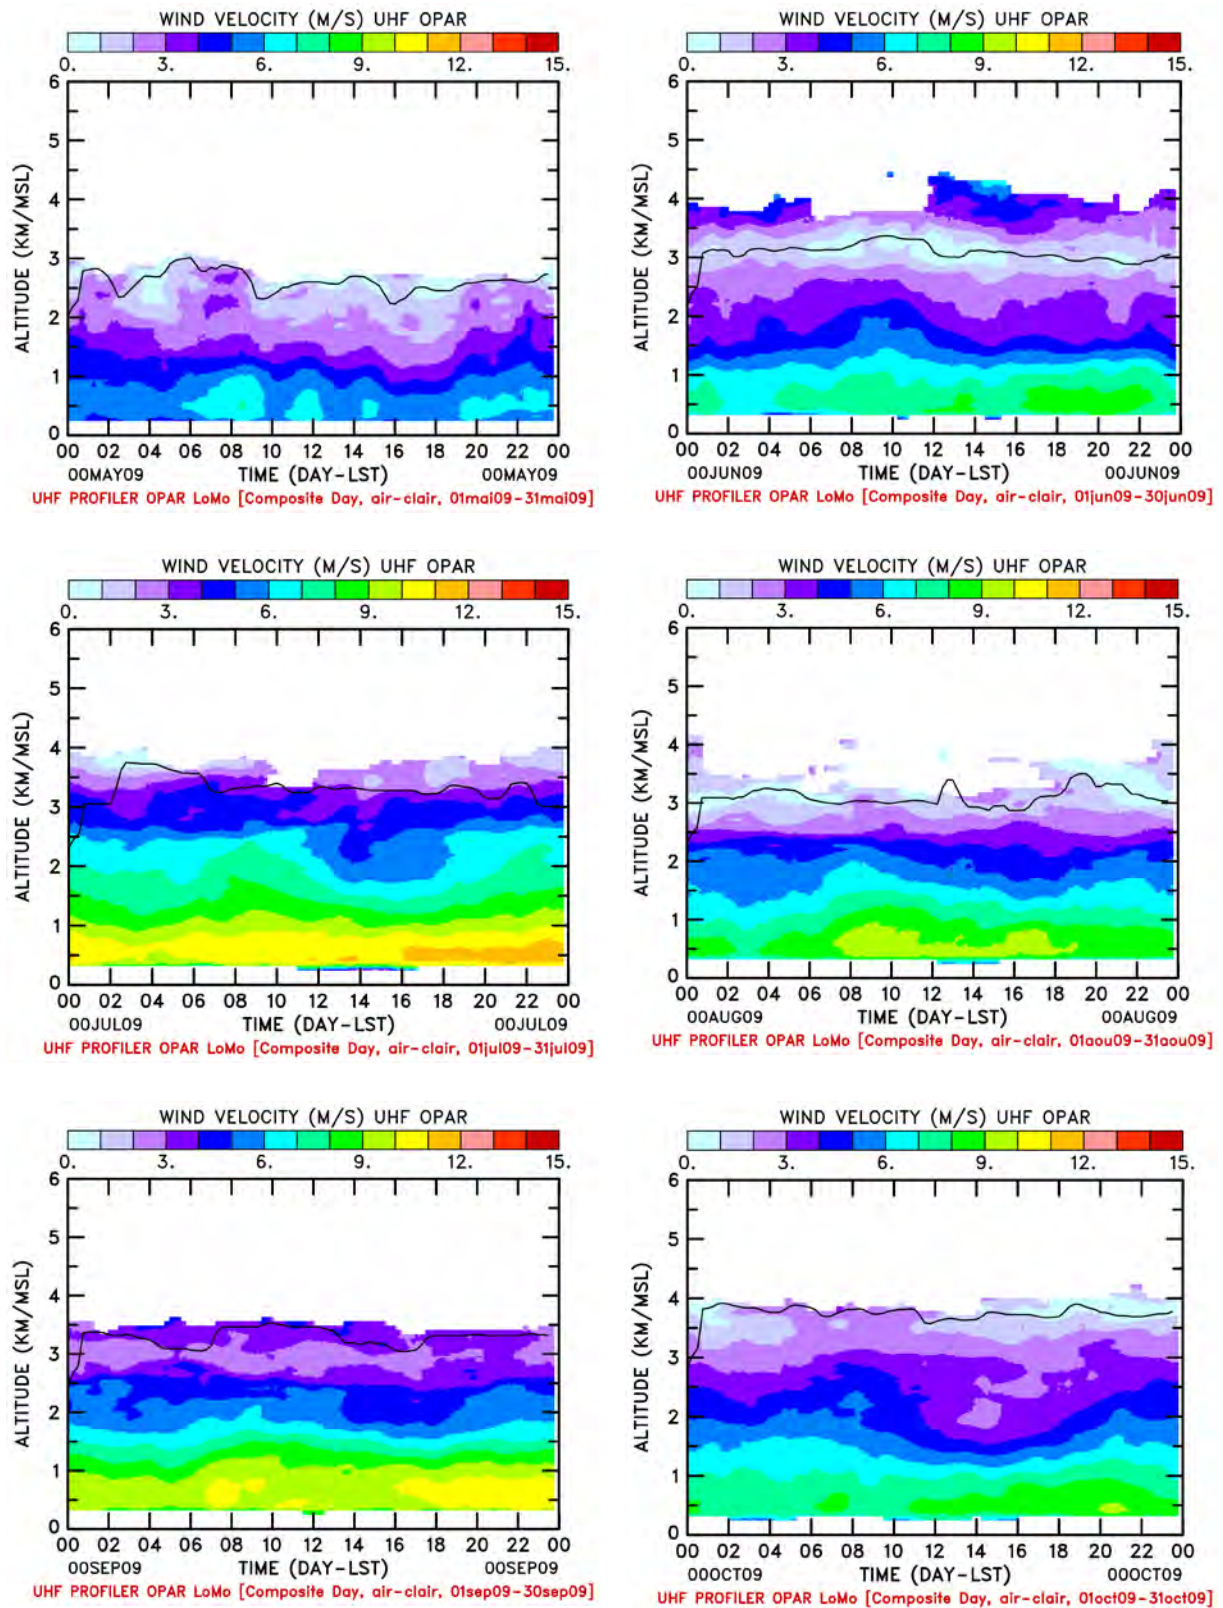 WIND VELOCITY (M/S) UHF OPAR
0. 3. 6. 9. 12. 15.
6
5
4
3
2
1
0
ALTITUDE (KM/MSL)
00 02 04 06 08 10 12 14 16 18 20 22 00
00MAY09 TIME (DAY-LST) 00MAY09
UHF PROFILER OPAR LoMo [Composite Day, air-clair, 01mai09-31mai09]
WIND VELOCITY (M/S) UHF OPAR
0. 3. 6. 9. 12. 15.
6
5
4
3
2
1
0
ALTITUDE (KM/MSL)
00 02 04 06 08 10 12 14 16 18 20 22 00
00JUN09 TIME (DAY-LST) 00JUN09
UHF PROFILER OPAR LoMo [Composite Day, air-clair, 01jun09-30jun09]
WIND VELOCITY (M/S) UHF OPAR
0. 3. 6. 9. 12. 15.
6
5
4
3
2
1
0
ALTITUDE (KM/MSL)
00 02 04 06 08 10 12 14 16 18 20 22 00
00JUL09 TIME (DAY-LST) 00JUL09
UHF PROFILER OPAR LoMo [Composite Day, air-clair, 01jul09-31jul09]
WIND VELOCITY (M/S) UHF OPAR
0. 3. 6. 9. 12. 15.
6
5
4
3
2
1
0
ALTITUDE (KM/MSL)
00 02 04 06 08 10 12 14 16 18 20 22 00
00AUG09 TIME (DAY-LST) 00AUG09
UHF PROFILER OPAR LoMo [Composite Day, air-clair, 01aou09-31aou09]
WIND VELOCITY (M/S) UHF OPAR
0. 3. 6. 9. 12. 15.
6
5
4
3
2
1
0
ALTITUDE (KM/MSL)
00 02 04 06 08 10 12 14 16 18 20 22 00
00SEP09 TIME (DAY-LST) 00SEP09
UHF PROFILER OPAR LoMo [Composite Day, air-clair, 01sep09-30sep09]
WIND VELOCITY (M/S) UHF OPAR
0. 3. 6. 9. 12. 15.
6
5
4
3
2
1
0
ALTITUDE (KM/MSL)
00 02 04 06 08 10 12 14 16 18 20 22 00
00OCT09 TIME (DAY-LST) 00OCT09
UHF PROFILER OPAR LoMo [Composite Day, air-clair, 01oct09-31oct09]